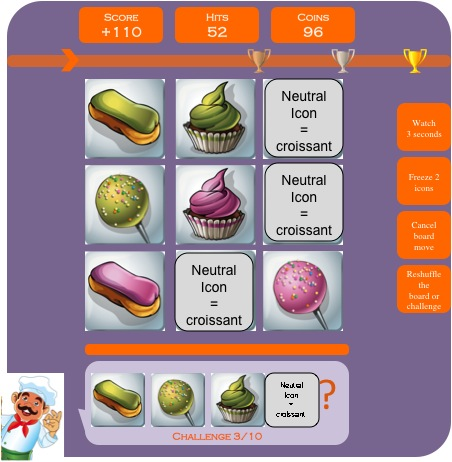 Score
+110
Hits
52
Coins
96
Neutral
Icon
=
croissant
Watch
3 seconds
Neutral
Icon
=
croissant
Freeze 2
icons
Cancel
board
move
Neutral
Icon
=
croissant
Reshuffle
the
board or
challenge
Neutral
Icon
=
croissant
?
Challenge 3/10